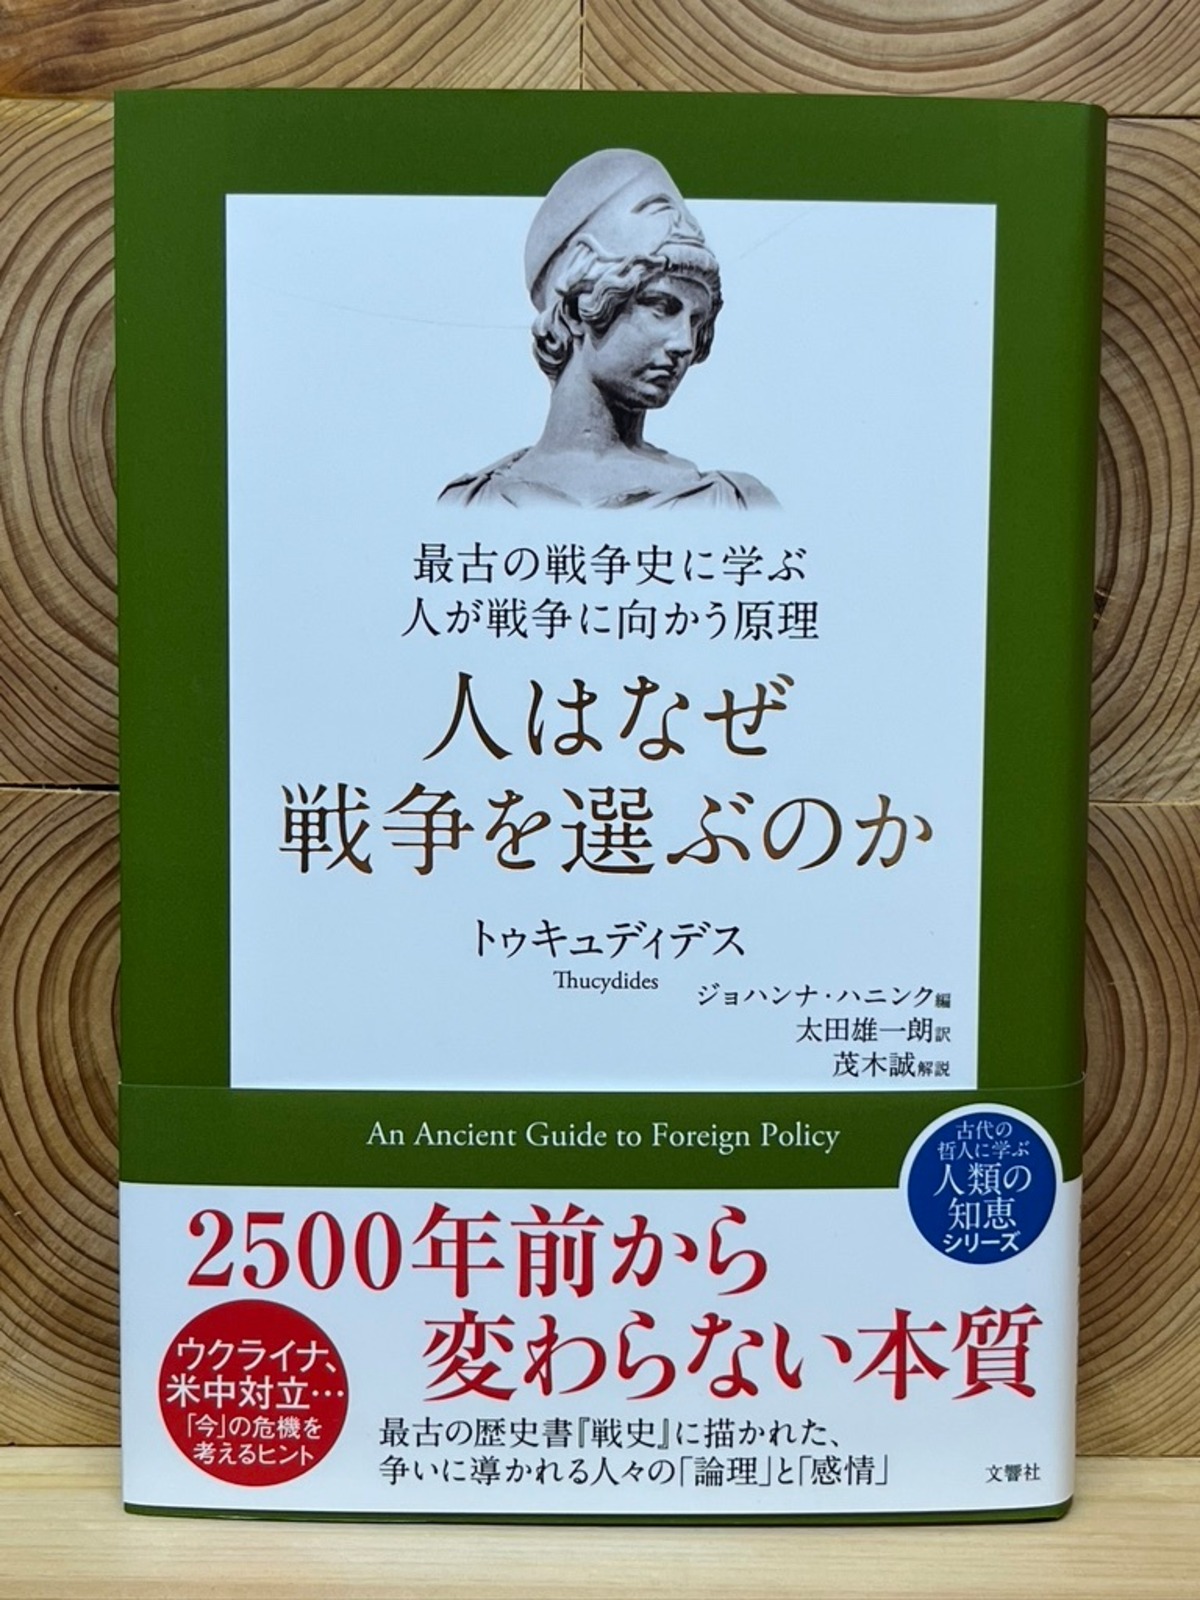 最古の戦争史に学ぶ
人が戦争に向かう原理
人はなぜ
戦争を選ぶのか
トゥキュディデス
Thucydides
ジョハンナ・ハニンク編
太田雄一朗訳
茂木誠解説
An Ancient Guide to Foreign Policy
古代の
哲人に学ぶ
人類の
知恵
シリーズ
2500年前から
変わらない本質
ウクライナ、
米中対立…
「今」の危機を
考えるヒント
最古の歴史書『戦史』に描かれた、
争いに導かれる人々の「論理」と「感情」
文響社